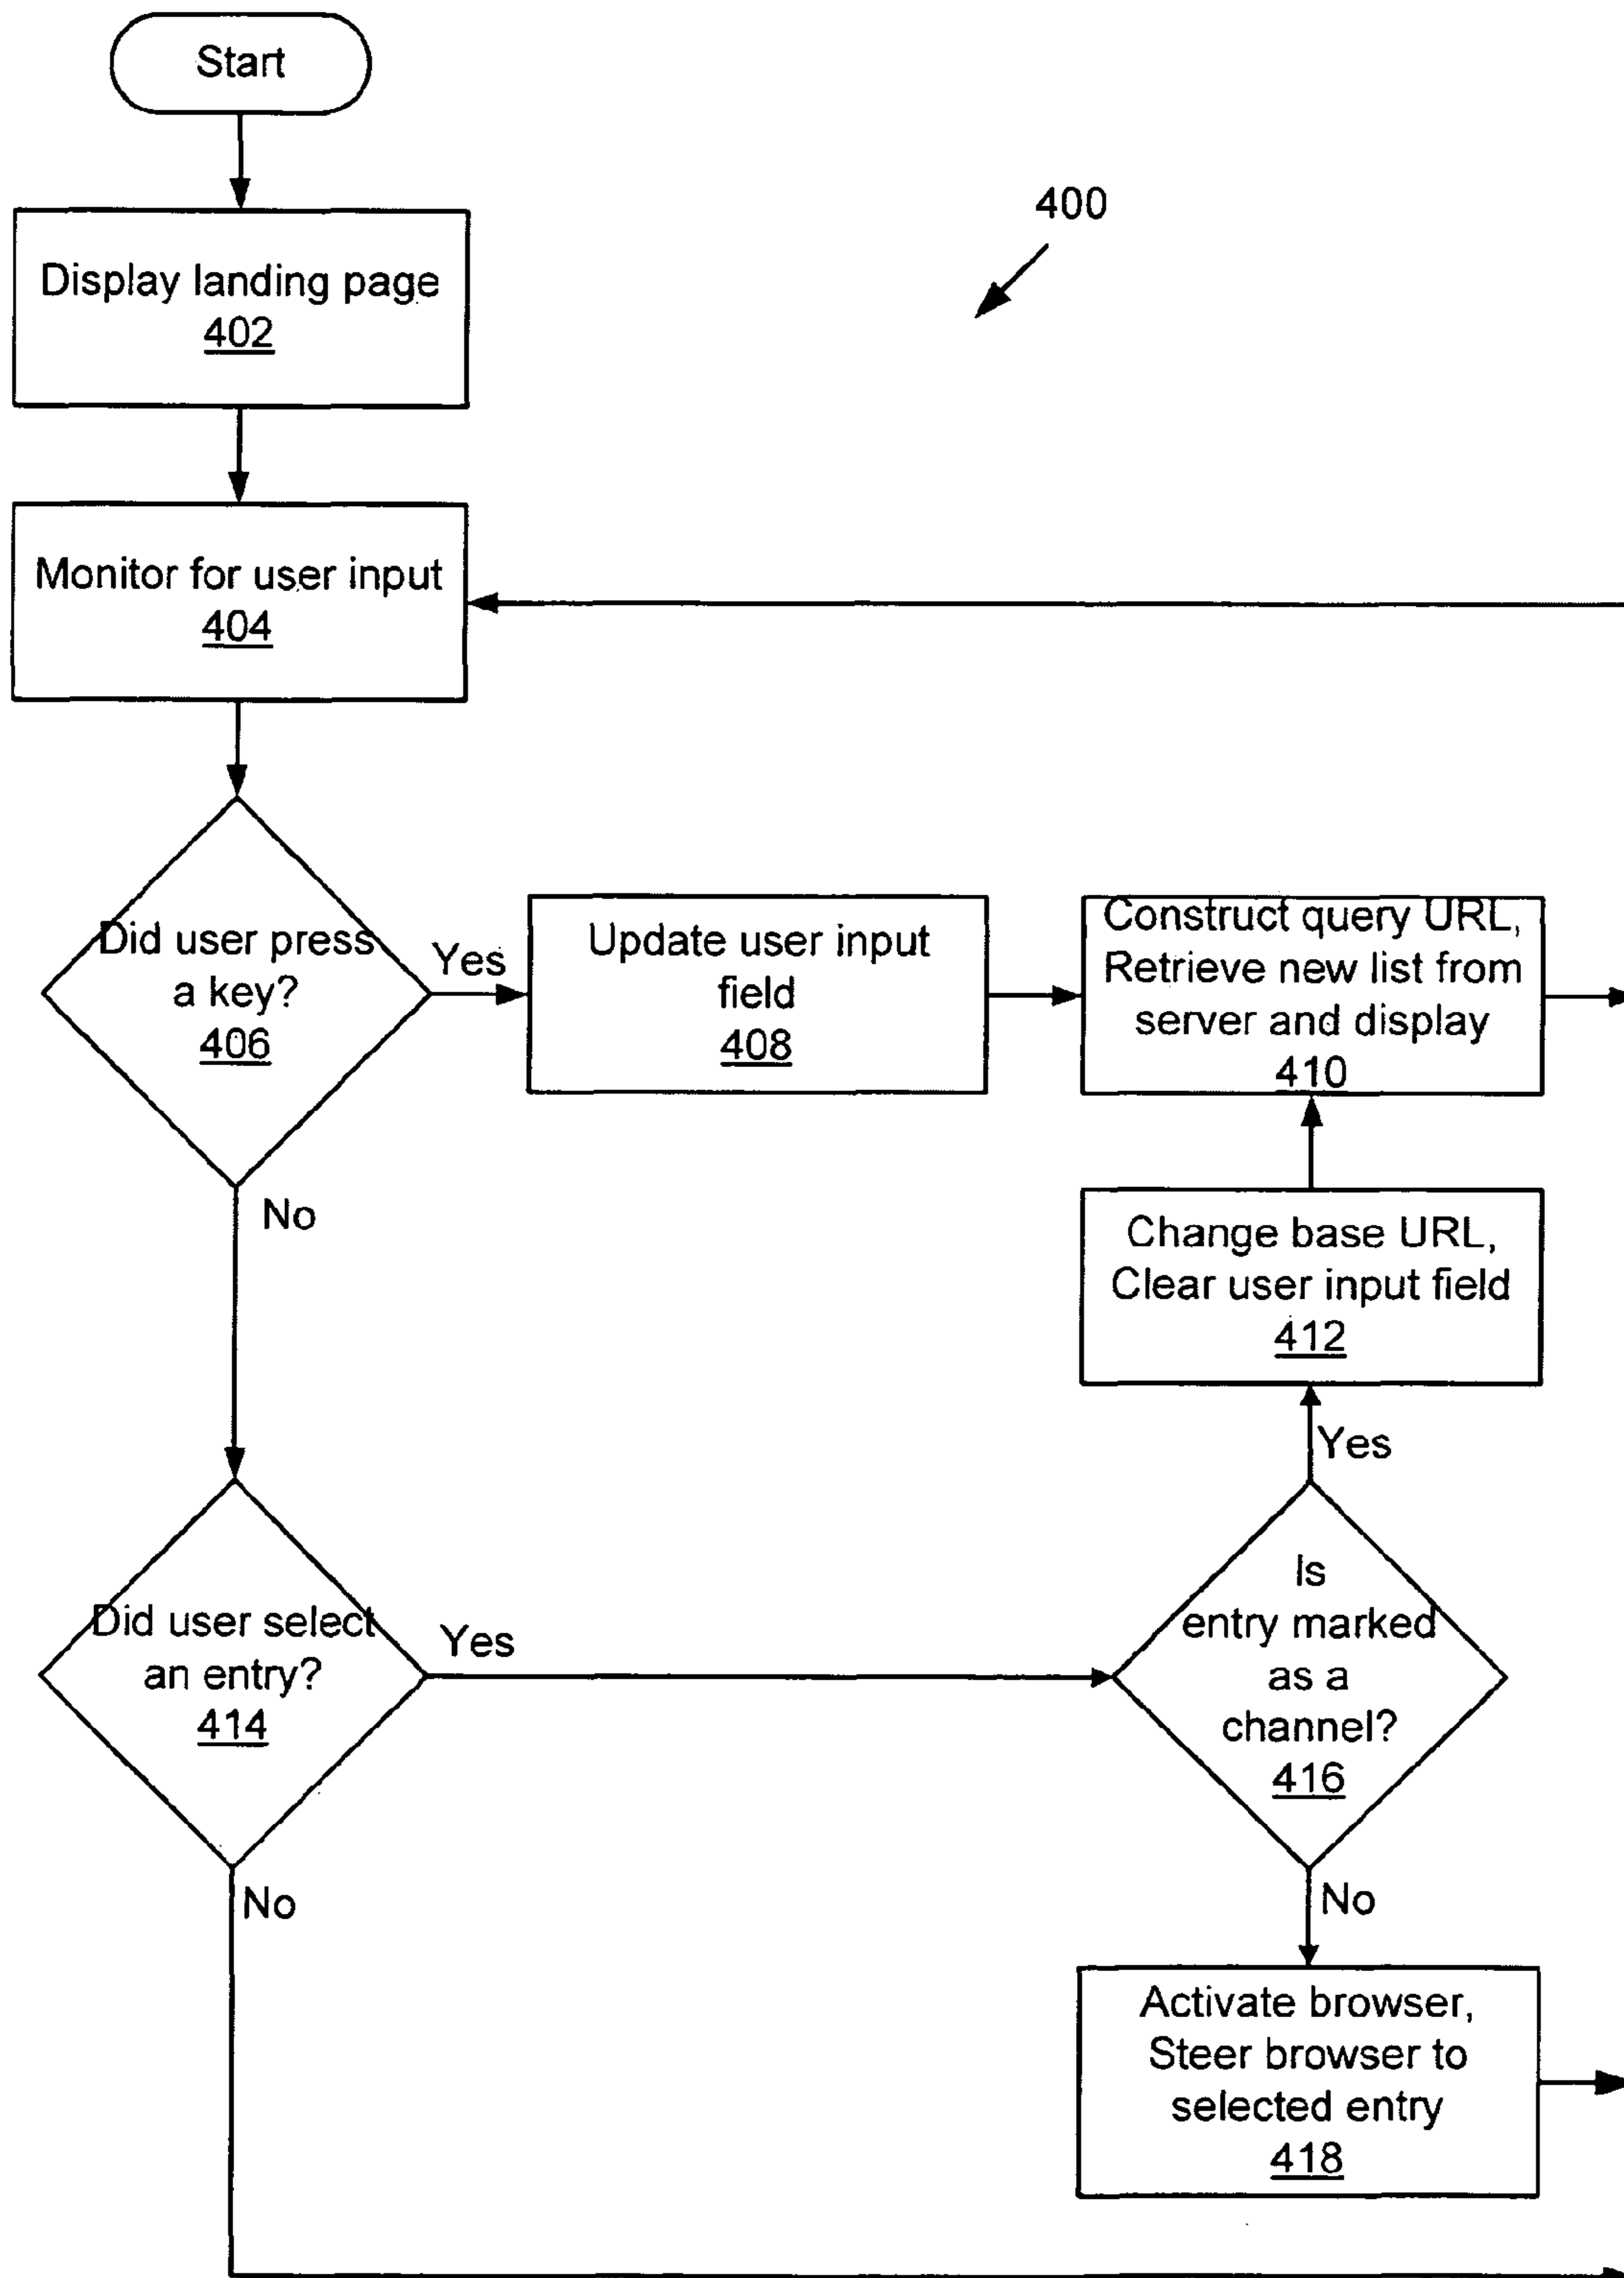 Start
400
Display landing page
402
Monitor for user input
404
Did user press
a key?
406
Yes
Update user input
field
408
Construct query URL,
Retrieve new list from
server and display
410
No
Change base URL,
Clear user input field
412
Yes
Did user select
an entry?
414
Yes
Is
entry marked
as a
channel?
416
No
No
Activate browser,
Steer browser to
selected entry
418